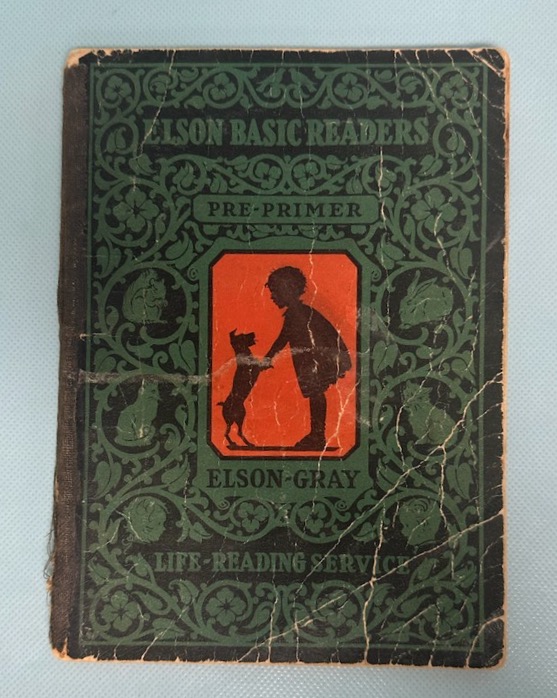 ELSON BASIC READERS
PRE-PRIMER
ELSON-GRAY
LIFE-READING SERVICE